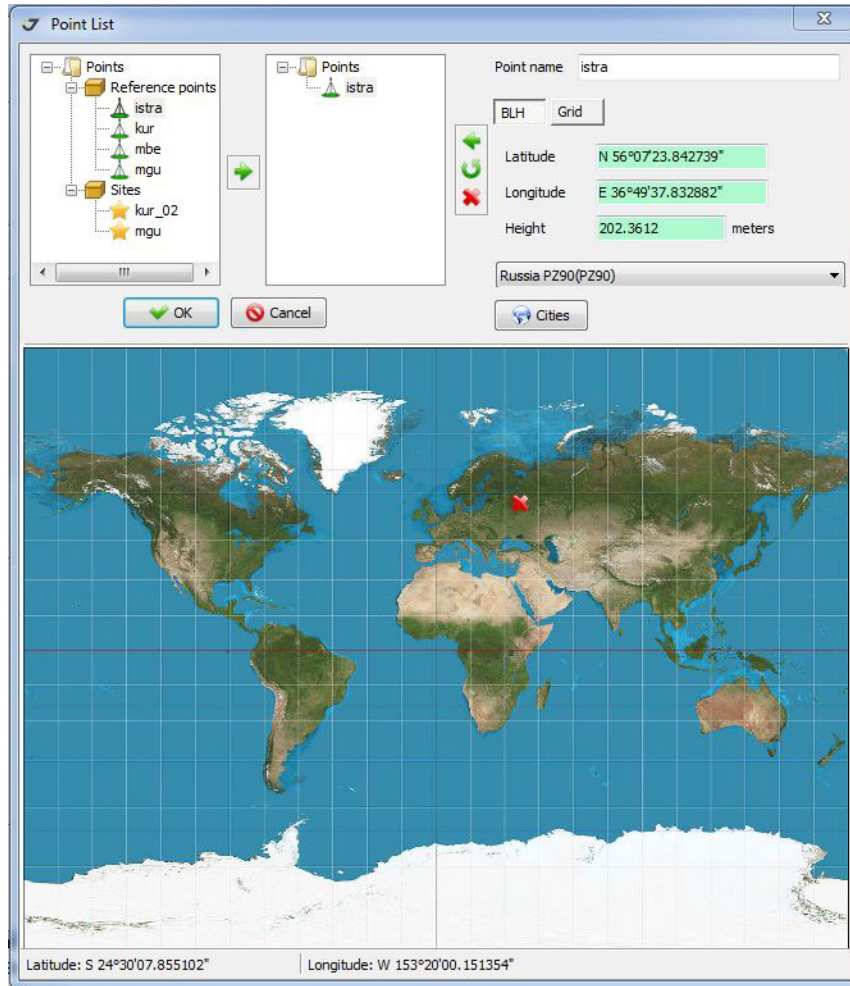 Point List
Points
Reference points
istra
kur
mbe
mgu
Sites
kur_02
mgu
Points
istra
Point name istra
BLH Grid
Latitude N 56°07'23.842739"
Longitude E 36°49'37.832882"
Height 202.3612 meters
Russia PZ90(PZ90)
OK Cancel
Cities
Latitude: S 24°30'07.855102" Longitude: W 153°20'00.151354"